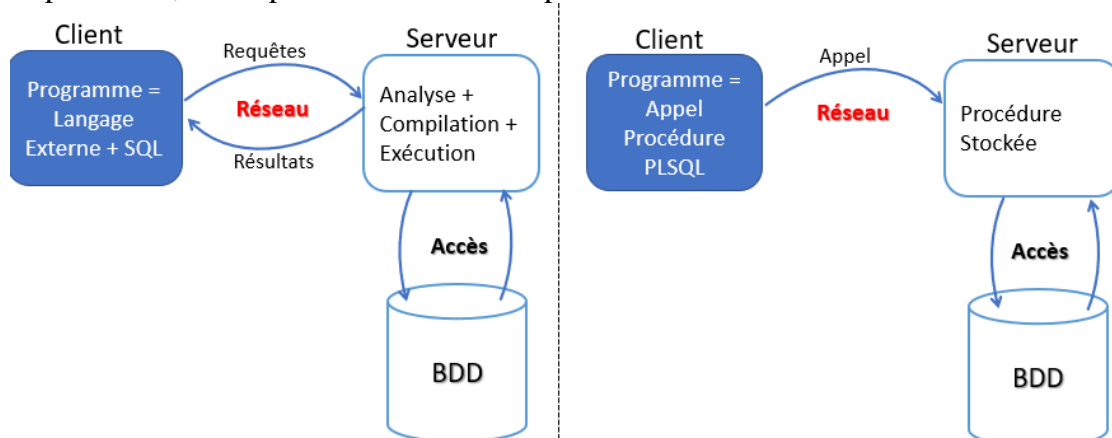 Client
Requêtes
Serveur
Programme =
Langage
Externe + SQL
Réseau
Résultats
Analyse +
Compilation +
Exécution
Accès
BDD
Client
Appel
Serveur
Programme =
Appel
Procédure
PLSQL
Réseau
Procédure
Stockée
Accès
BDD